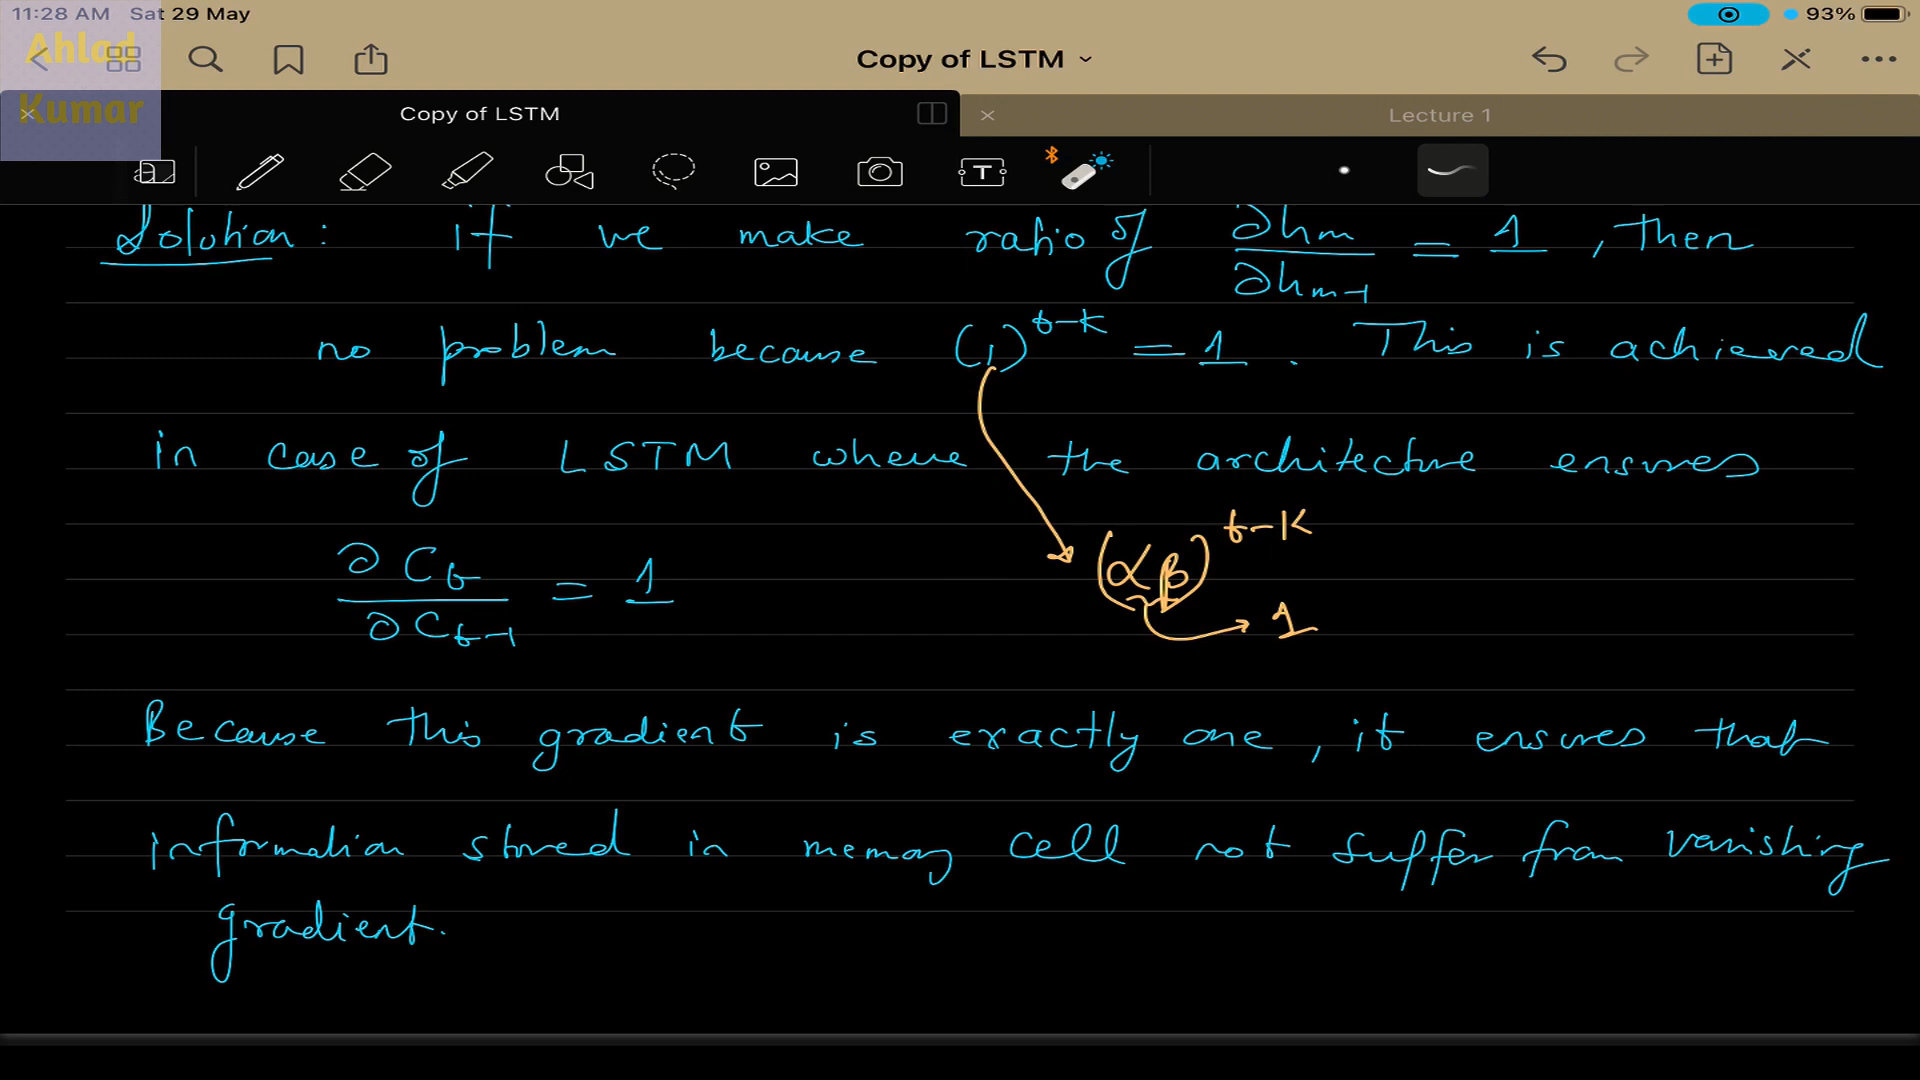 11:28 AM Sat 29 May
93%
Ahlad
Kumar
Copy of LSTM
Copy of LSTM
Lecture 1
T
Solution: if we make ratio of ∂hm/∂hm-1 = 1, then
no problem because (1)^t-k = 1. This is achieved
in case of LSTM where the architecture ensures
∂Ct/∂Ct-1 = 1
(αβ)^t-k
1
Because this gradient is exactly one, it ensures that
information stored in memory cell not suffer from vanishing
gradient.